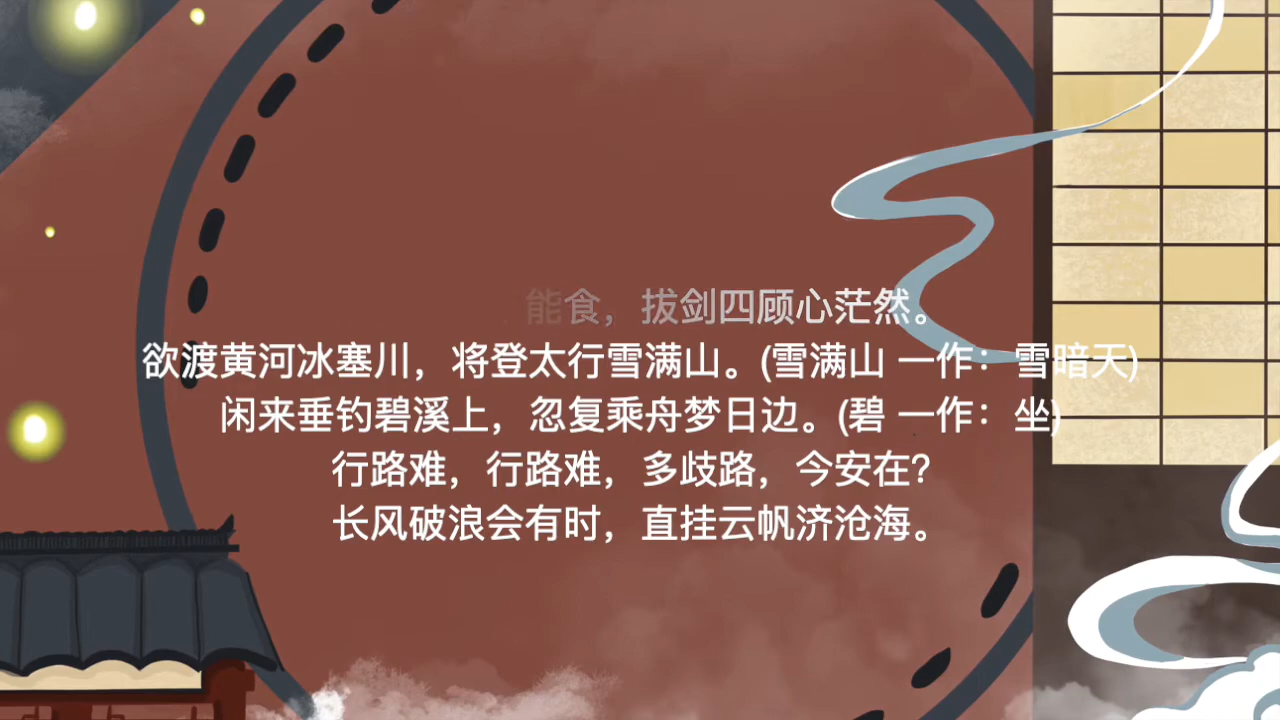 能食，拔剑四顾心茫然。
欲渡黄河冰塞川，将登太行雪满山。(雪满山 一作：雪暗天)
闲来垂钓碧溪上，忽复乘舟梦日边。(碧 一作：坐)
行路难，行路难，多歧路，今安在？
长风破浪会有时，直挂云帆济沧海。